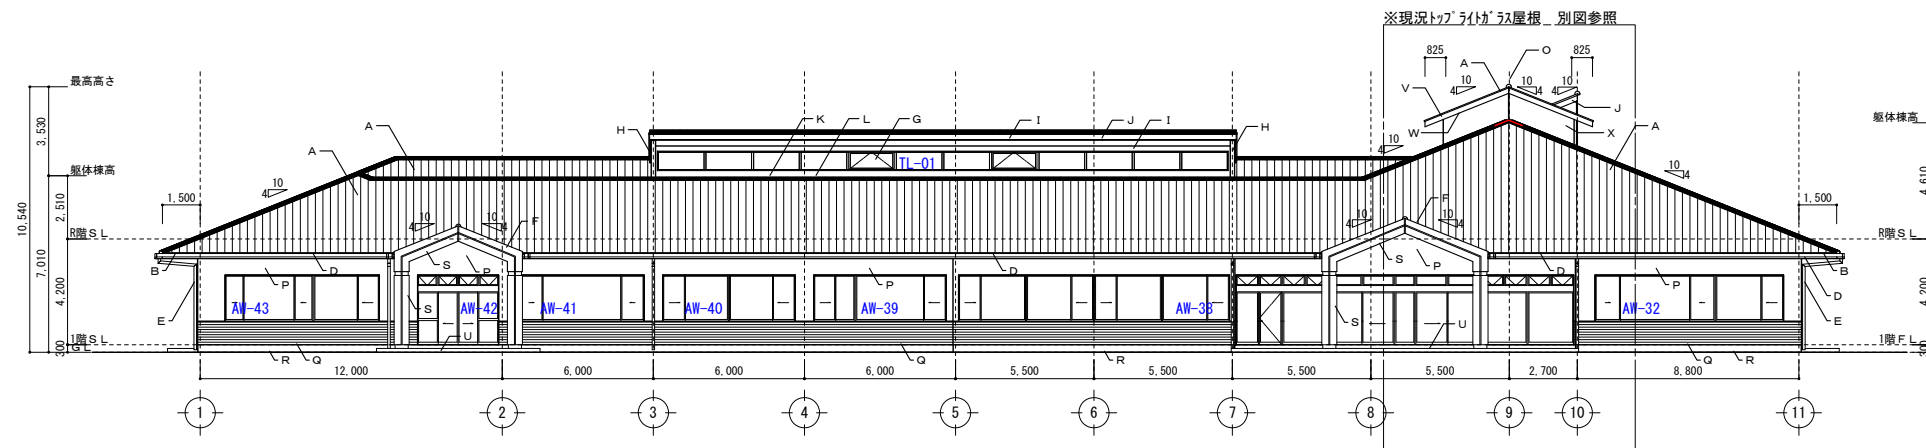 ※現況トップライトガラス屋根 別図参照
825
O
825
A
10
4
10
4
10
4
V
J
W
X
A
最高高さ
躯体棟高
3,530
10,540
躯体棟高
2,510
7,010
R階SL
4,200
1階SL
300
GL
1,500
10
4
A
A
H
K
L
G
I
J
I
H
TL-01
10
4
10
4
1,500
4,610
R階SL
4,200
1階FL
300
10
4
10
4
F
10
4
10
4
F
B
D
S
P
D
S
P
D
B
P
P
P
D
E
E
S
S
AW-43
AW-42
AW-41
AW-40
AW-39
AW-38
AW-32
U
U
R
Q
Q
R
Q
R
12,000
6,000
6,000
6,000
5,500
5,500
5,500
5,500
2,700
8,800
1
2
3
4
5
6
7
8
9
10
11